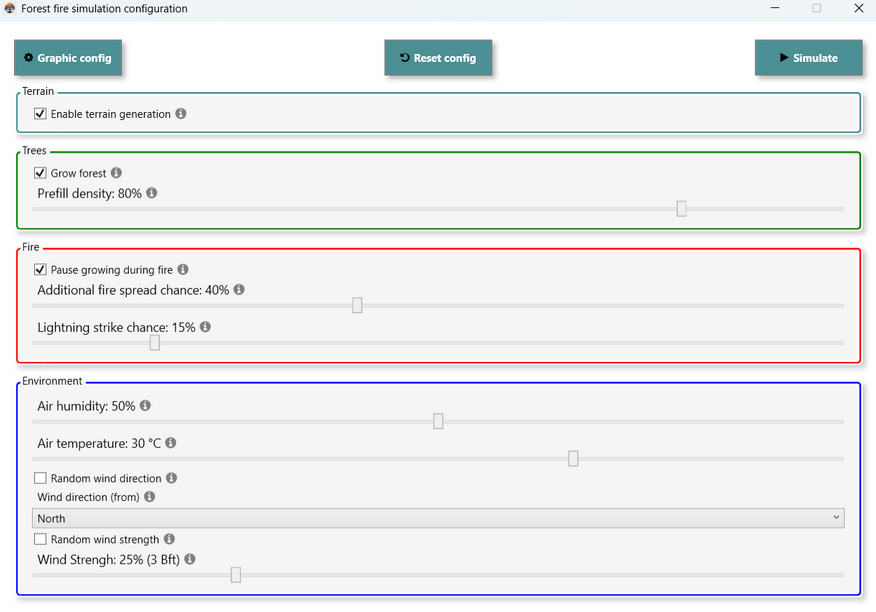 Forest fire simulation configuration
Graphic config
Reset config
Simulate
Terrain
Enable terrain generation
Trees
Grow forest
Prefill density: 80%
Fire
Pause growing during fire
Additional fire spread chance: 40%
Lightning strike chance: 15%
Environment
Air humidity: 50%
Air temperature: 30 °C
Random wind direction
Wind direction (from)
North
Random wind strength
Wind Strengh: 25% (3 Bft)